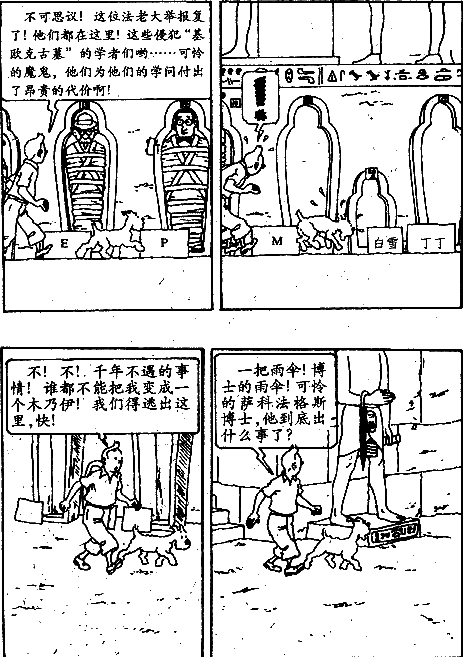 不可思议！这位法老大举报复
了！他们都在这里！这些侵犯“基
欧克古墓”的学者们哟……可怜
的魔鬼，他们为他们的学问付出
了昂贵的代价啊！
E
P
M
白雪
丁丁
不！不！千年不遇的事
情！谁都不能把我变成一
个木乃伊！我们得逃出这
里，快！
一把雨伞！博
士的雨伞！可怜
的萨科法格斯
博士，他到底出
什么事了？